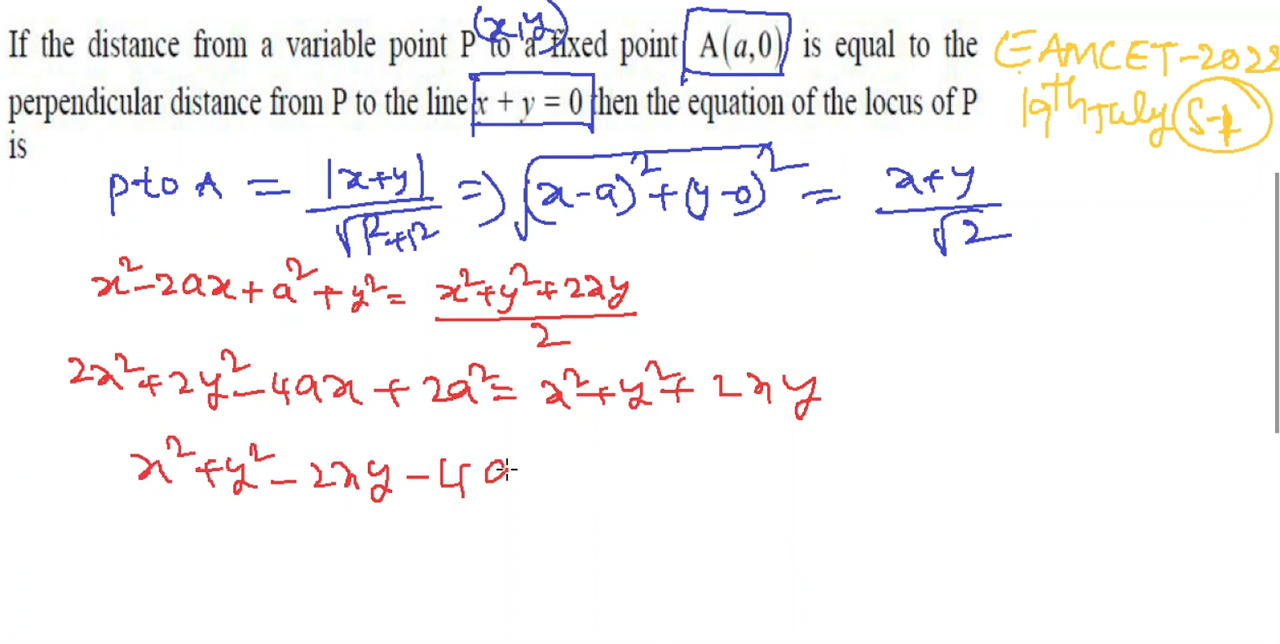 (x,y)
If the distance from a variable point P to a fixed point A(a,0) is equal to the
perpendicular distance from P to the line x + y = 0 then the equation of the locus of P
is
EAMCET-2022
19th July S-1
P to A = |x+y| / √1²+1² => √(x-a)²+(y-0)² = x+y / √2
x²-2ax+a²+y² = x²+y²+2xy / 2
2x²+2y²-4ax+2a² = x²+y²+2xy
x²+y²-2xy-4a